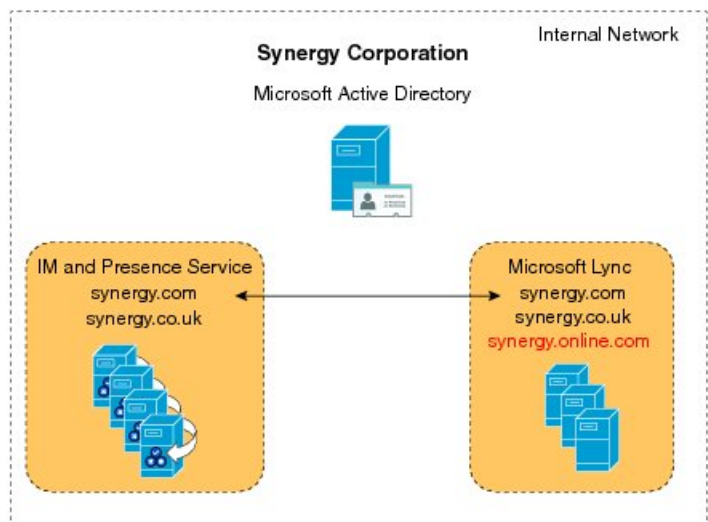 Internal Network
Synergy Corporation
Microsoft Active Directory
IM and Presence Service
synergy.com
synergy.co.uk
Microsoft Lync
synergy.com
synergy.co.uk
synergy.online.com